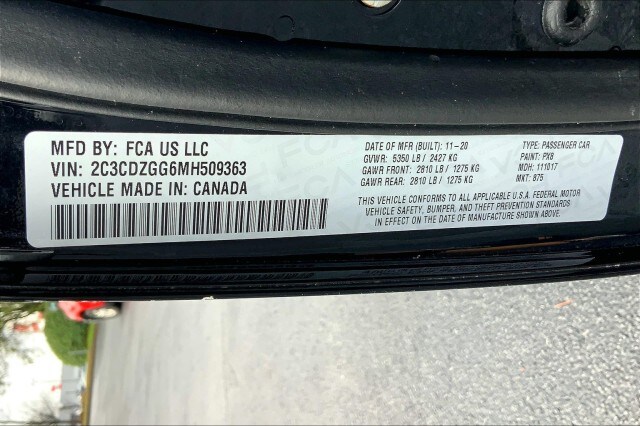 MFD BY: FCA US LLC
VIN: 2C3CDZGG6MH509363
VEHICLE MADE IN: CANADA
DATE OF MFR (BUILT): 11-20
GVWR: 5350 LB / 2427 KG
GAWR FRONT: 2810 LB / 1275 KG
GAWR REAR: 2810 LB / 1275 KG
TYPE: PASSENGER CAR
PAINT: PX8
MDH: 111017
MKT: 875
THIS VEHICLE CONFORMS TO ALL APPLICABLE U.S.A. FEDERAL MOTOR
VEHICLE SAFETY, BUMPER, AND THEFT PREVENTION STANDARDS
IN EFFECT ON THE DATE OF MANUFACTURE SHOWN ABOVE.